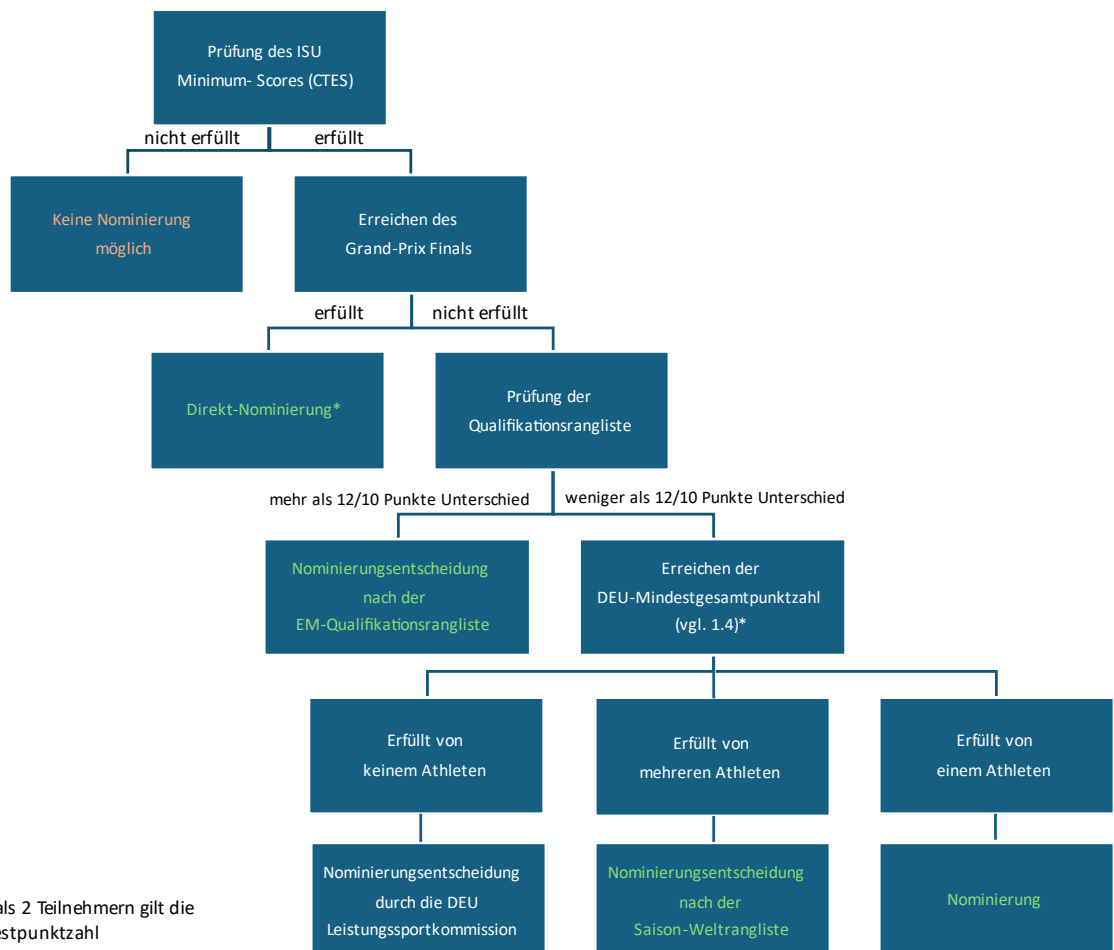 Prüfung des ISU
Minimum- Scores (CTES)
nicht erfüllt
erfüllt
Keine Nominierung
möglich
Erreichen des
Grand-Prix Finals
erfüllt
nicht erfüllt
Direkt-Nominierung*
Prüfung der
Qualifikationsrangliste
mehr als 12/10 Punkte Unterschied
weniger als 12/10 Punkte Unterschied
Nominierungsentscheidung
nach der
EM-Qualifikationsrangliste
Erreichen der
DEU-Mindestgesamtpunktzahl
(vgl. 1.4)*
Erfüllt von
keinem Athleten
Erfüllt von
mehreren Athleten
Erfüllt von
einem Athleten
Nominierungsentscheidung
durch die DEU
Leistungssportkommission
Nominierungsentscheidung
nach der
Saison-Weltrangliste
Nominierung
als 2 Teilnehmern gilt die
estpunktzahl